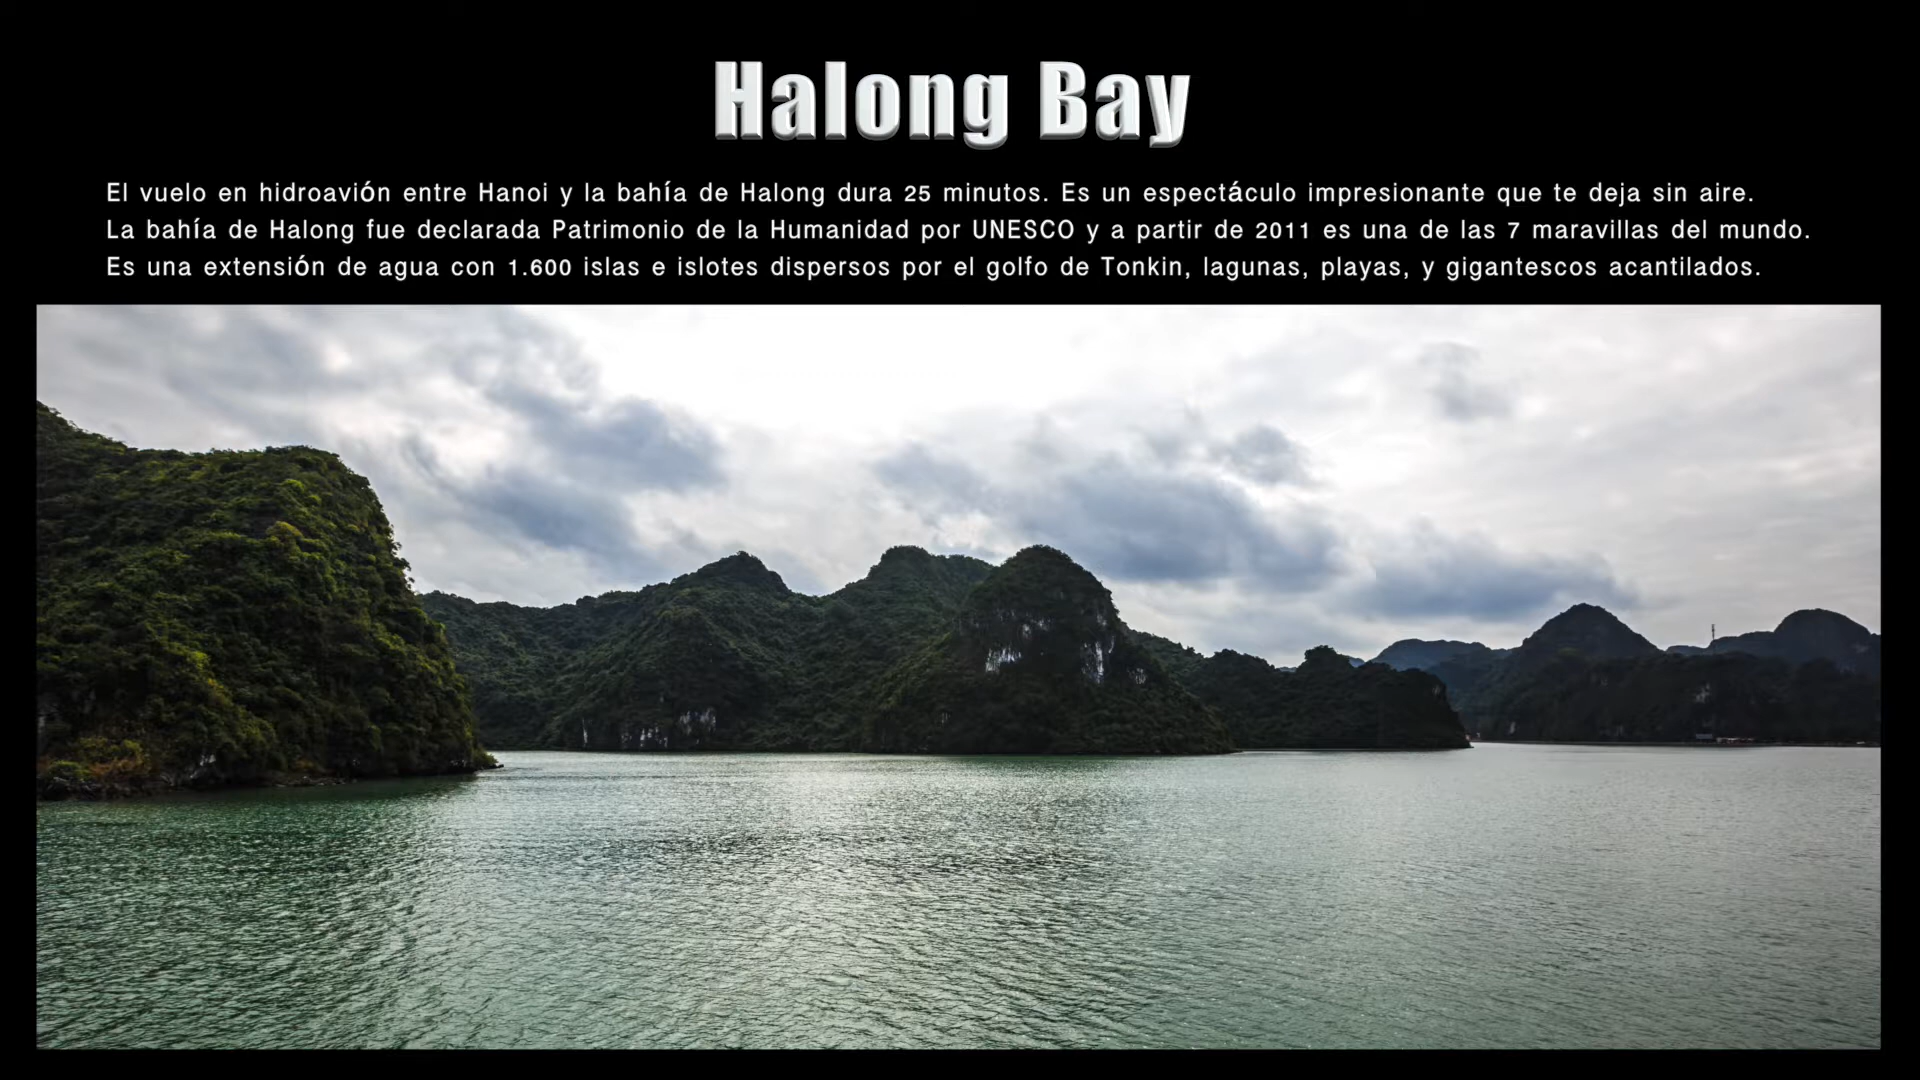 Halong Bay
El vuelo en hidroavión entre Hanoi y la bahía de Halong dura 25 minutos. Es un espectáculo impresionante que te deja sin aire.
La bahía de Halong fue declarada Patrimonio de la Humanidad por UNESCO y a partir de 2011 es una de las 7 maravillas del mundo.
Es una extensión de agua con 1.600 islas e islotes dispersos por el golfo de Tonkin, lagunas, playas, y gigantescos acantilados.